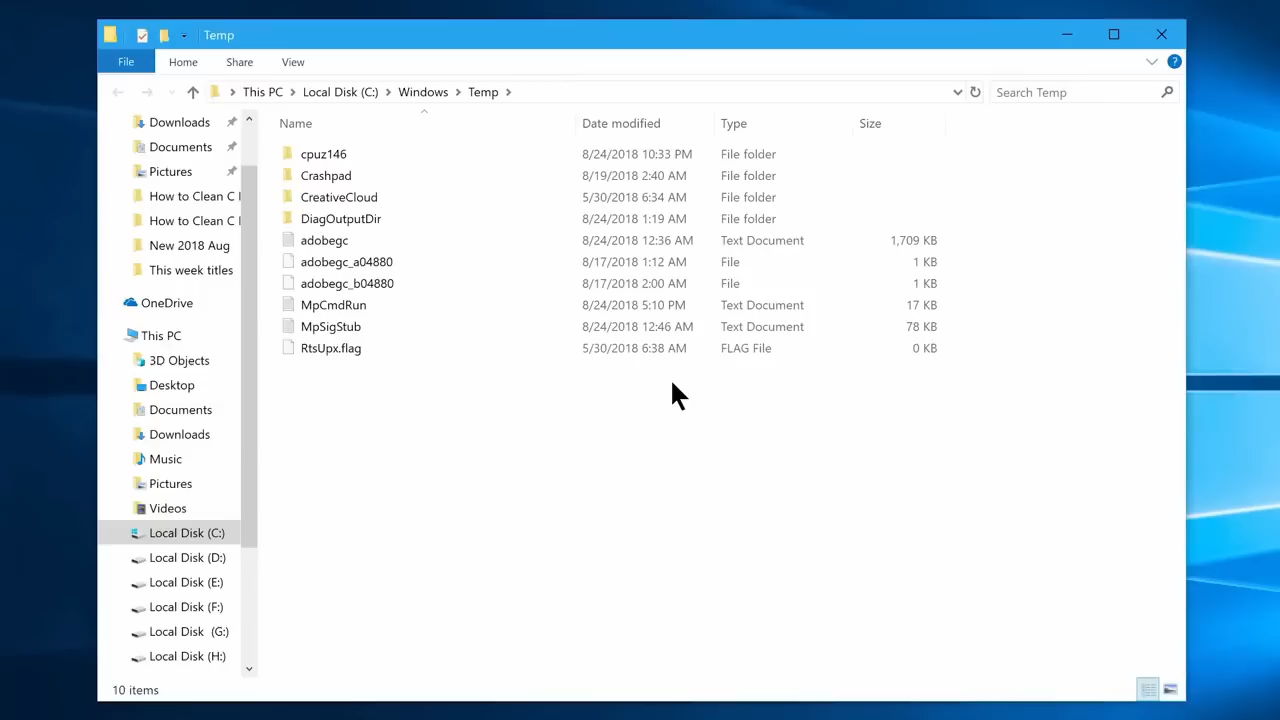 Temp
File Home Share View
This PC Local Disk (C:) Windows Temp
Search Temp
Name Date modified Type Size
cpuz146 8/24/2018 10:33 PM File folder
Crashpad 8/19/2018 2:40 AM File folder
CreativeCloud 5/30/2018 6:34 AM File folder
DiagOutputDir 8/24/2018 1:19 AM File folder
adobegc 8/24/2018 12:36 AM Text Document 1,709 KB
adobegc_a04880 8/17/2018 1:12 AM File 1 KB
adobegc_b04880 8/17/2018 2:00 AM File 1 KB
MpCmdRun 8/24/2018 5:10 PM Text Document 17 KB
MpSigStub 8/24/2018 12:46 AM Text Document 78 KB
RtsUpx.flag 5/30/2018 6:38 AM FLAG File 0 KB
Downloads
Documents
Pictures
How to Clean C
How to Clean C
New 2018 Aug
This week titles
OneDrive
This PC
3D Objects
Desktop
Documents
Downloads
Music
Pictures
Videos
Local Disk (C:)
Local Disk (D:)
Local Disk (E:)
Local Disk (F:)
Local Disk (G:)
Local Disk (H:)
10 items